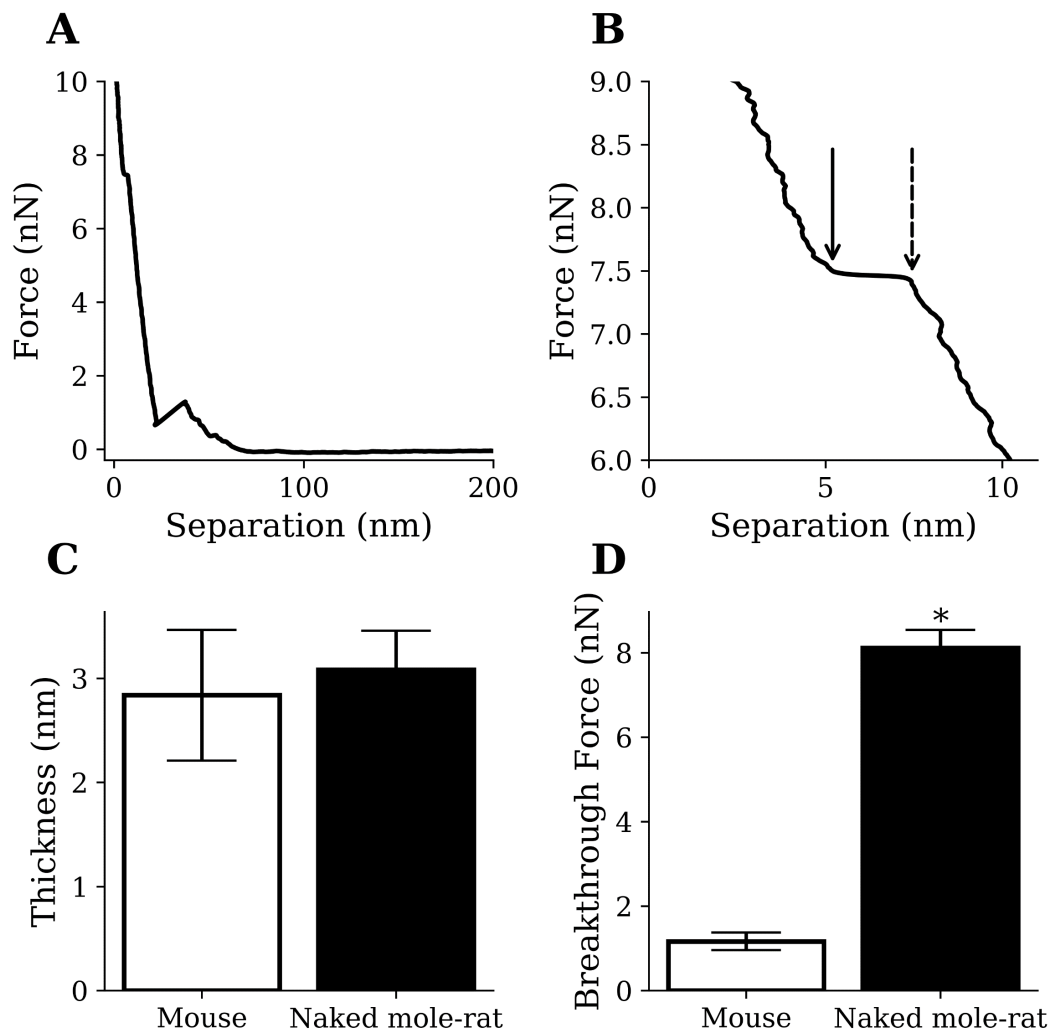 A
10
8
6
4
2
0
Force (nN)
0
100
200
Separation (nm)
B
9.0
8.5
8.0
7.5
7.0
6.5
6.0
Force (nN)
0
5
10
Separation (nm)
C
3
2
1
0
Thickness (nm)
Mouse
Naked mole-rat
D
*
8
6
4
2
0
Breakthrough Force (nN)
Mouse
Naked mole-rat